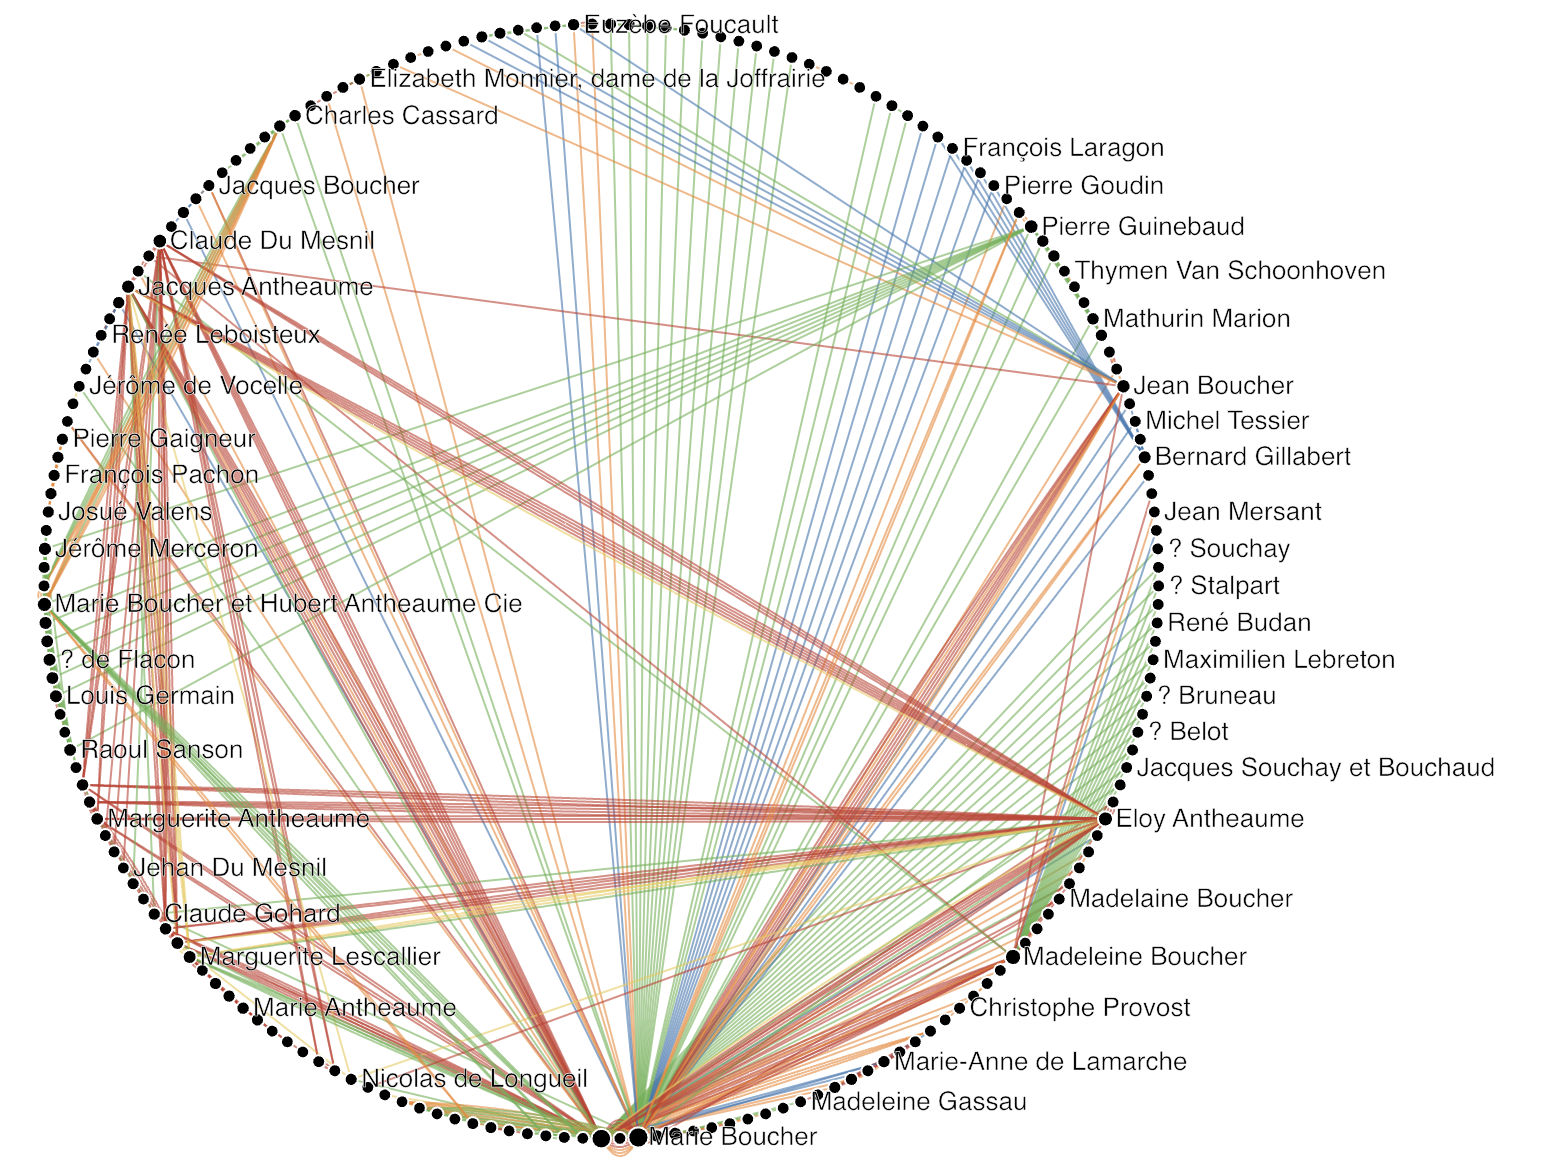 Euzèbe Foucault
Elizabeth Monnier, dame de la Joffrairie
Charles Cassard
François Laragon
Jacques Boucher
Pierre Goudin
Pierre Guinebaud
Claude Du Mesnil
Thymen Van Schoonhoven
Jacques Antheaume
Mathurin Marion
Renée Leboisteux
Jérôme de Vocelle
Jean Boucher
Michel Tessier
Pierre Gaigneur
Bernard Gillabert
François Pachon
Josué Valens
Jean Mersant
Jérôme Merceron
? Souchay
? Stalpart
Marie Boucher et Hubert Antheaume Cie
René Budan
? de Flacon
Maximilien Lebreton
Louis Germain
? Bruneau
? Belot
Raoul Sanson
Jacques Souchay et Bouchaud
Marguerite Antheaume
Eloy Antheaume
Jehan Du Mesnil
Madelaine Boucher
Claude Gohard
Marguerite Lescallier
Madeleine Boucher
Marie Antheaume
Christophe Provost
Marie-Anne de Lamarche
Nicolas de Longueil
Madeleine Gassau
Marie Boucher